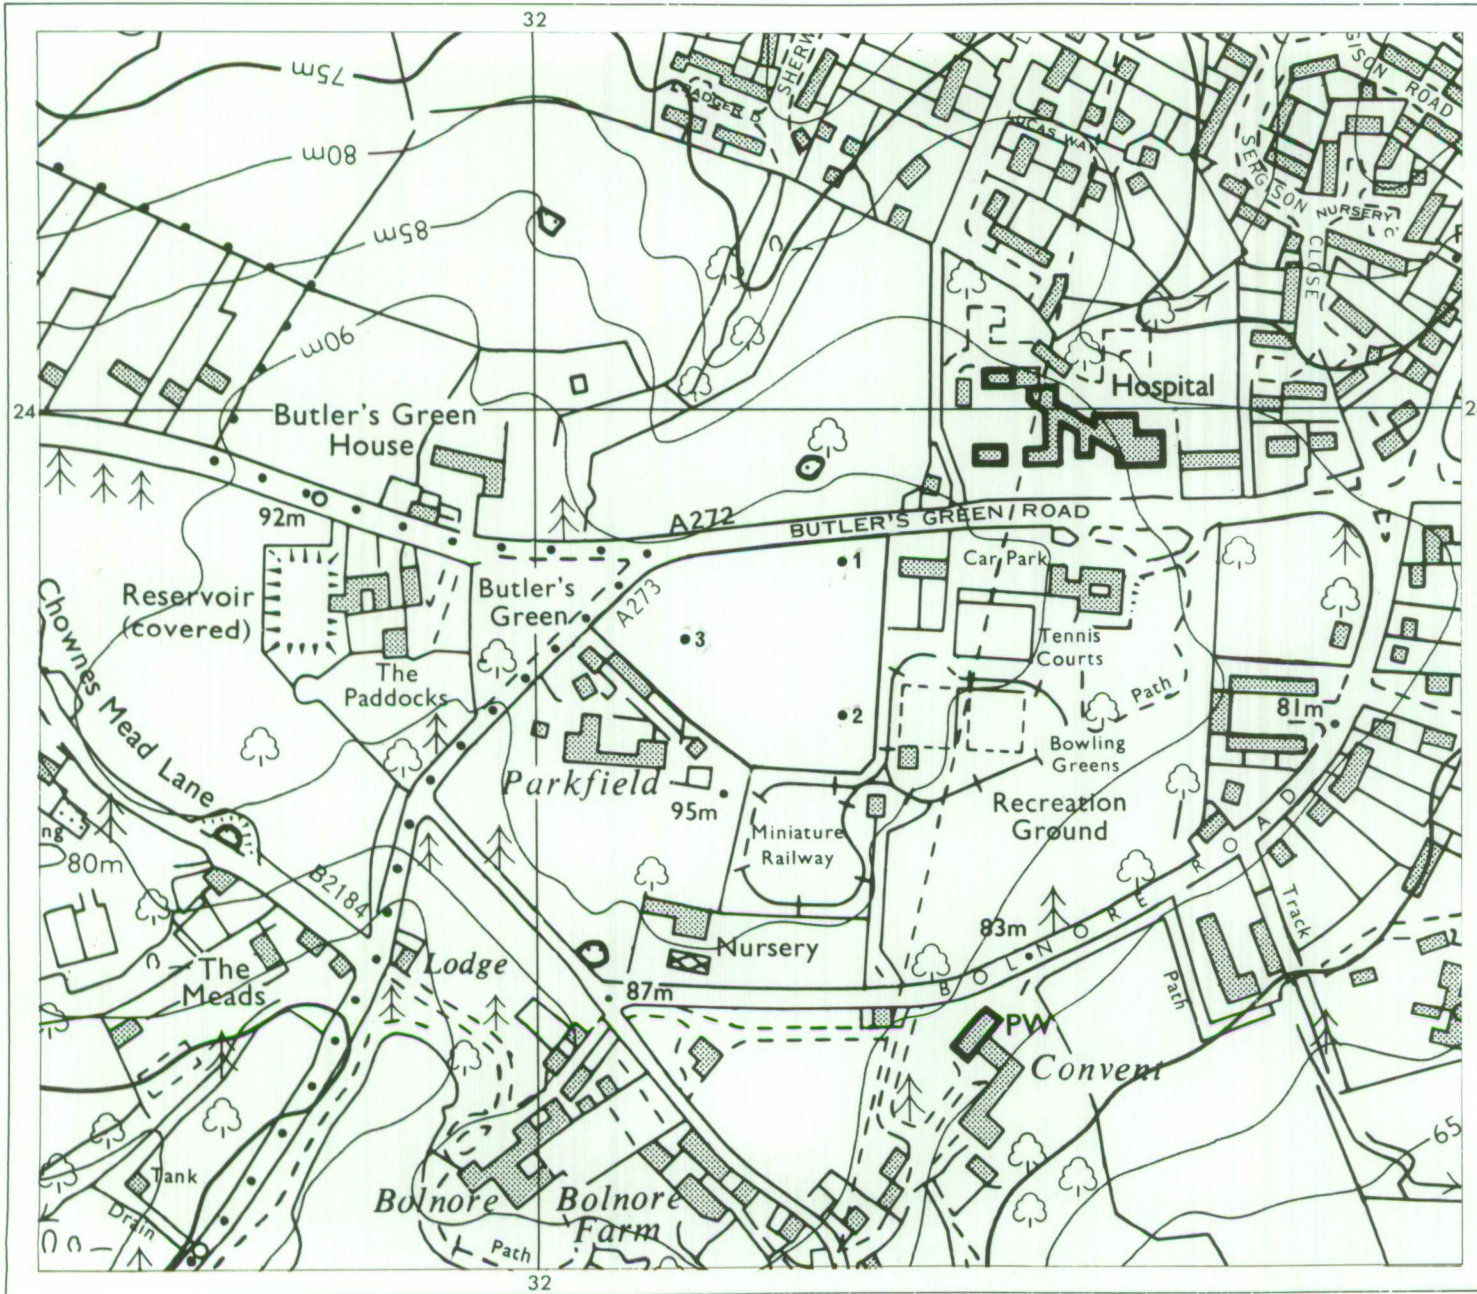 32
75m
80m
85m
90m
LUCAS WAY
ROAD
SERGISON
NURSERY
CLOSE
24
Butler's Green
House
Hospital
92m
A272
BUTLER'S GREEN ROAD
Car Park
1
Reservoir
(covered)
Butler's
Green
A273
3
Tennis
Courts
The
Paddocks
Path
2
81m
Chownes Mead Lane
Bowling
Greens
Parkfield
95m
Recreation
Ground
Miniature
Railway
ng
80m
B2184
83m
BOLNORE ROAD
Track
Nursery
The
Meads
Lodge
87m
Path
PW
Convent
65
Tank
Drain
Bolnore
Bolnore
Farm
Path
32